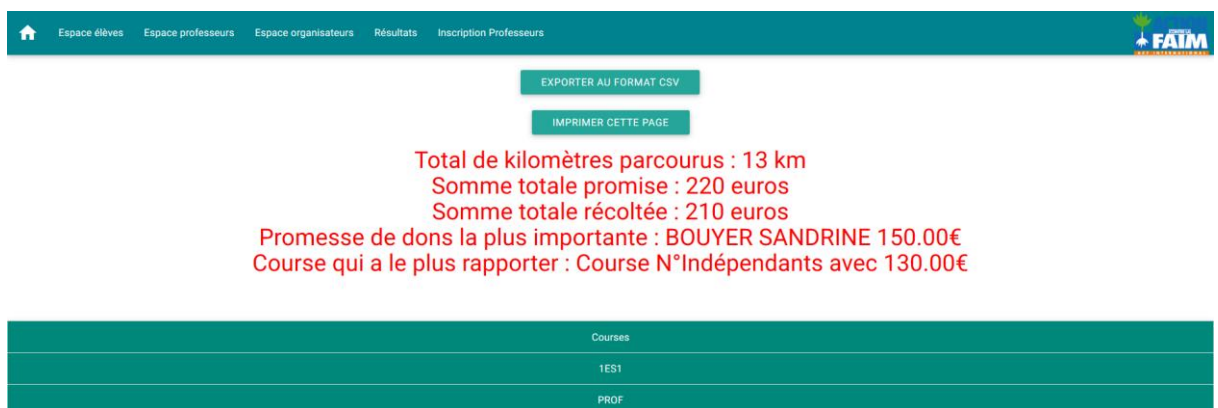 Espace élèves Espace professeurs Espace organisateurs Résultats Inscription Professeurs
FAIM
EXPORTER AU FORMAT CSV
IMPRIMER CETTE PAGE
Total de kilomètres parcourus : 13 km
Somme totale promise : 220 euros
Somme totale récoltée : 210 euros
Promesse de dons la plus importante : BOUYER SANDRINE 150.00€
Course qui a le plus rapporter : Course N°Indépendants avec 130.00€
Courses
1ES1
PROF